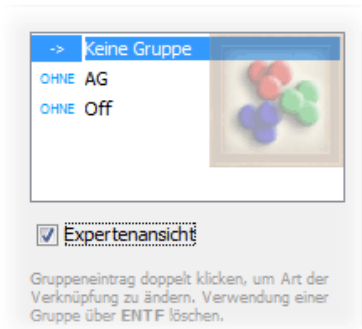 -> Keine Gruppe
OHNE AG
OHNE Off
Expertenansicht
Gruppeneintrag doppelt klicken, um Art der
Verknüpfung zu ändern. Verwendung einer
Gruppe über ENTF löschen.